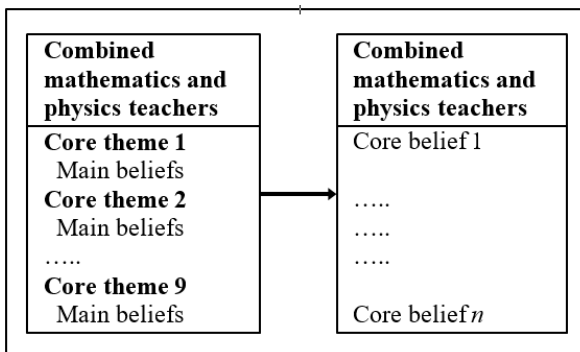 Combined
mathematics and
physics teachers
Core theme 1
Main beliefs
Core theme 2
Main beliefs
…..
Core theme 9
Main beliefs
Combined
mathematics and
physics teachers
Core belief 1
…..
…..
…..
Core belief n